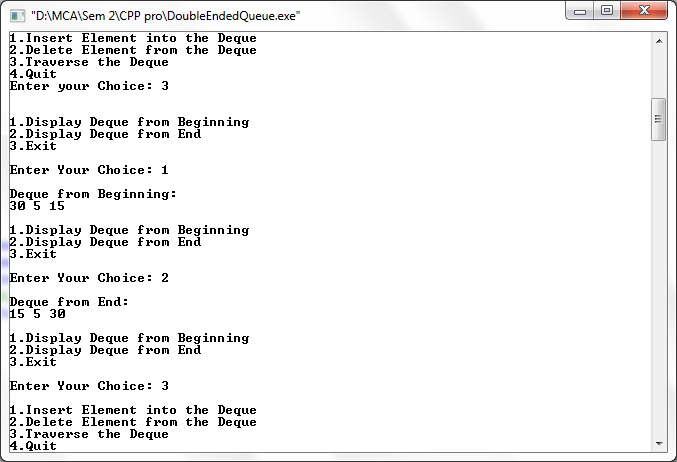 "D:\MCA\Sem 2\CPP pro\DoubleEndedQueue.exe"
1.Insert Element into the Deque
2.Delete Element from the Deque
3.Traverse the Deque
4.Quit
Enter your Choice: 3
1.Display Deque from Beginning
2.Display Deque from End
3.Exit
Enter Your Choice: 1
Deque from Beginning:
30 5 15
1.Display Deque from Beginning
2.Display Deque from End
3.Exit
Enter Your Choice: 2
Deque from End:
15 5 30
1.Display Deque from Beginning
2.Display Deque from End
3.Exit
Enter Your Choice: 3
1.Insert Element into the Deque
2.Delete Element from the Deque
3.Traverse the Deque
4.Quit